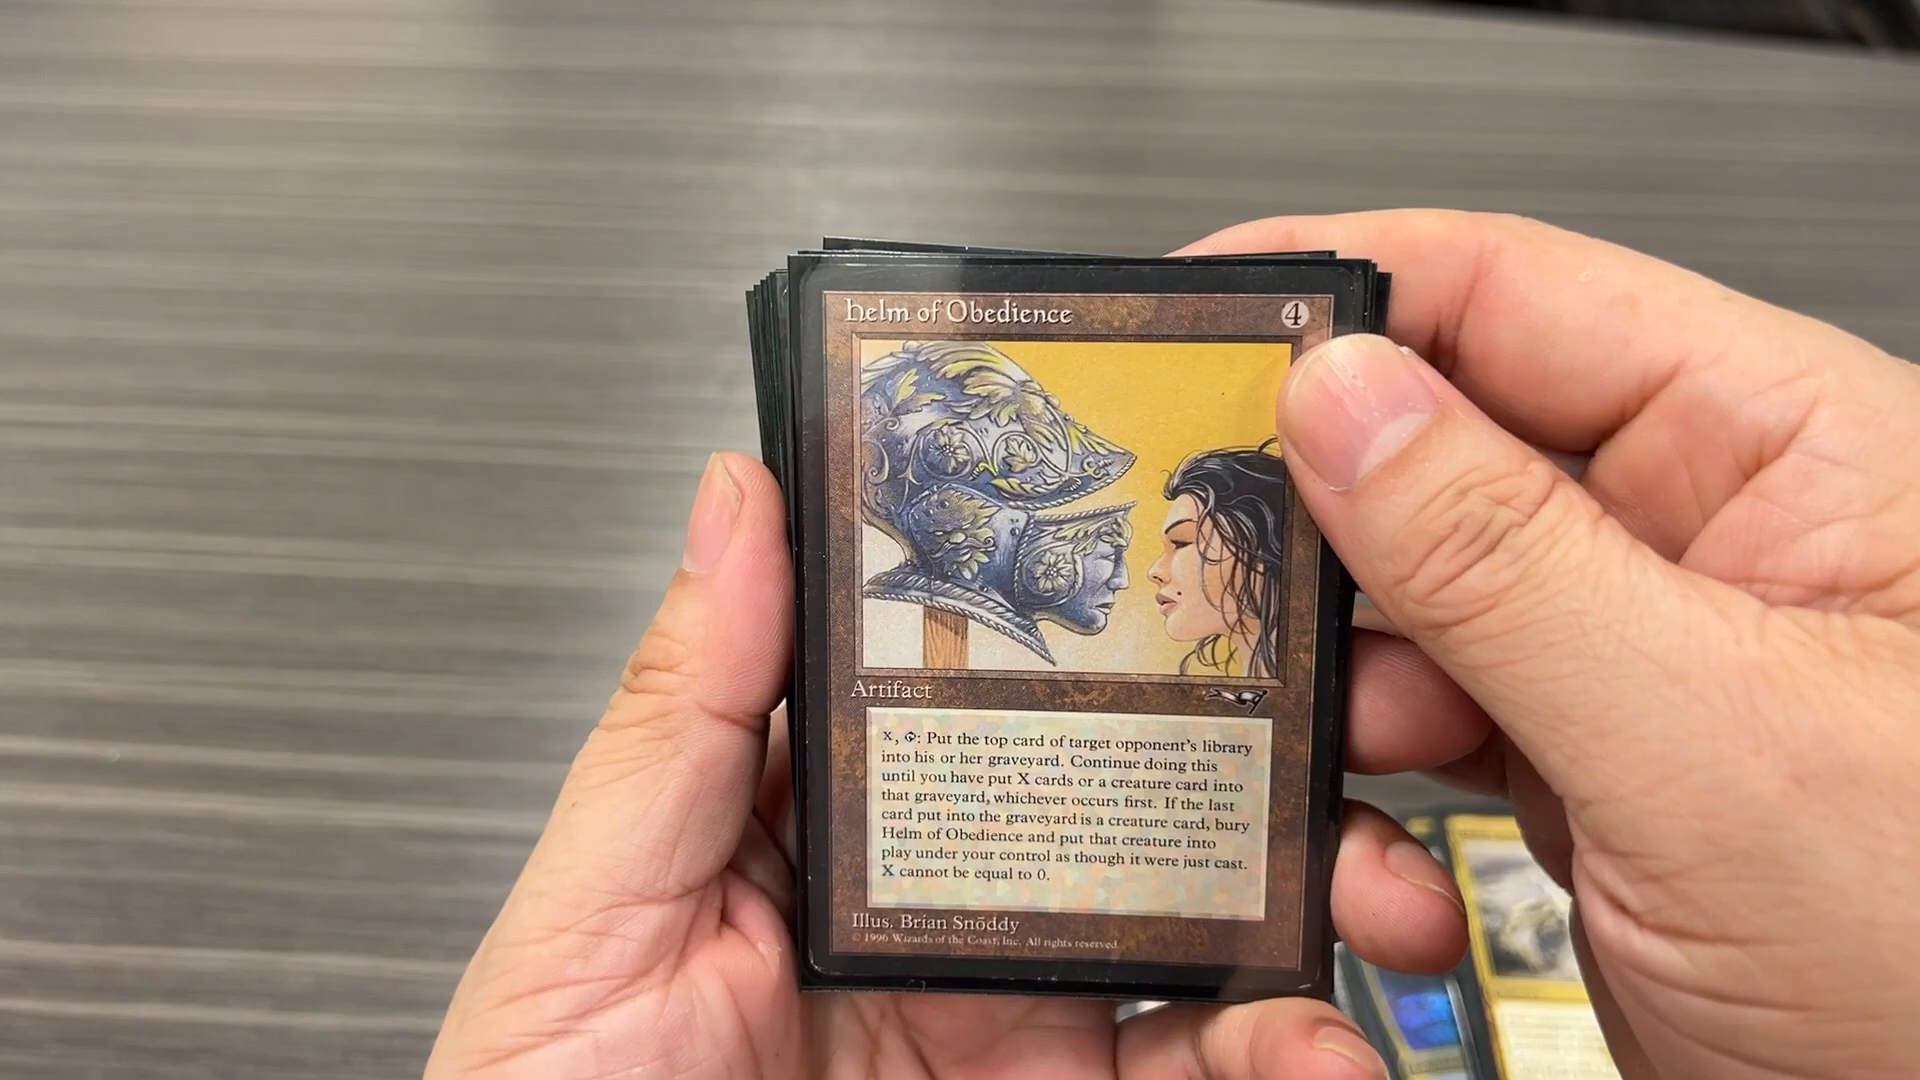 Helm of Obedience 4
Artifact
X, : Put the top card of target opponent's library
into his or her graveyard. Continue doing this
until you have put X cards or a creature card into
that graveyard, whichever occurs first. If the last
card put into the graveyard is a creature card, bury
Helm of Obedience and put that creature into
play under your control as though it were just cast.
X cannot be equal to 0.
Illus. Brian Snōddy
© 1996 Wizards of the Coast, Inc. All rights reserved.